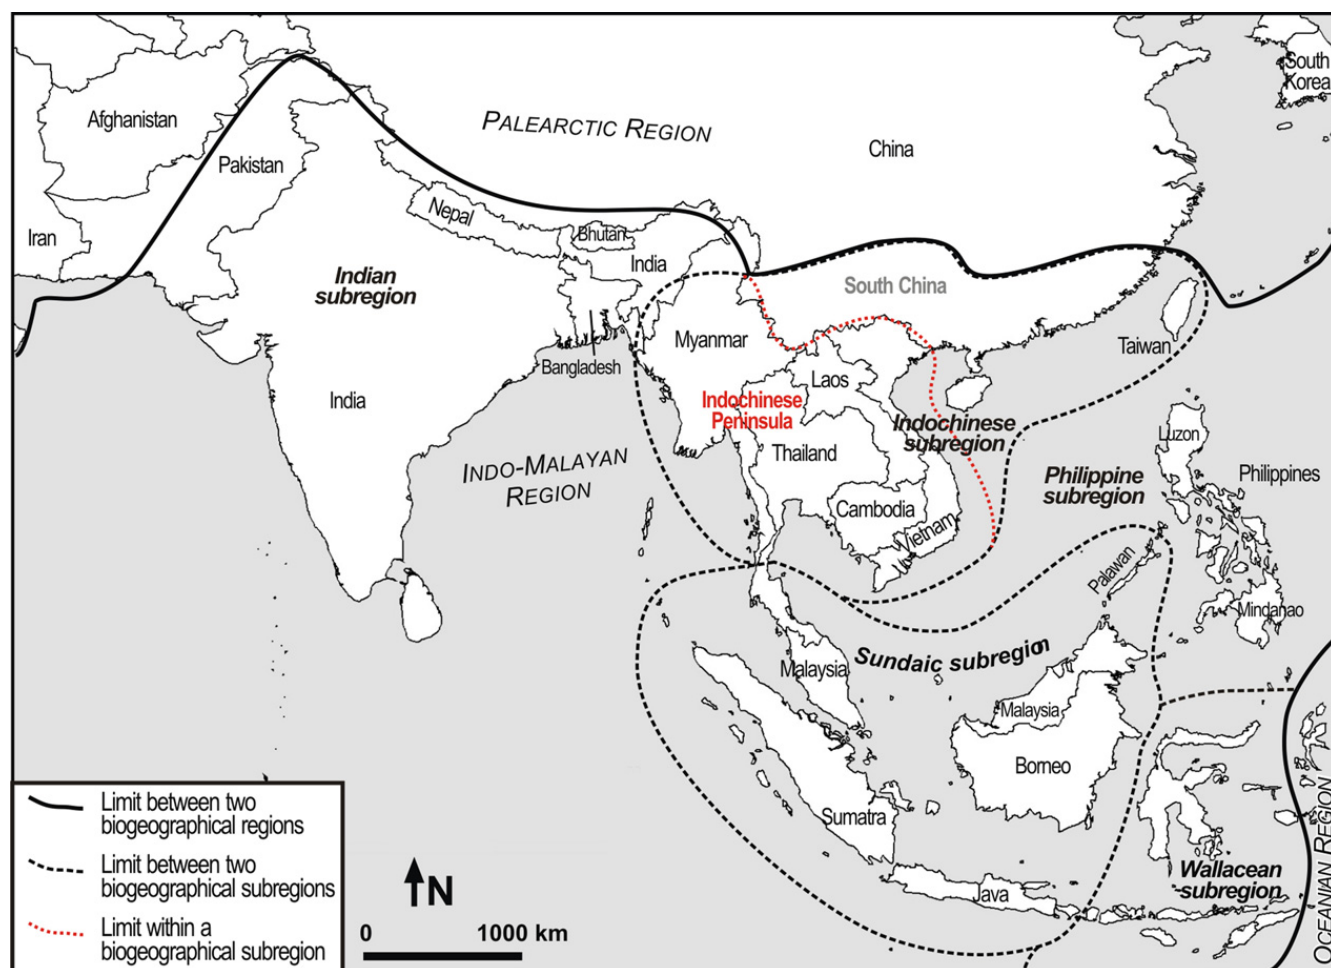 South
Korea
Afghanistan
PALEARCTIC REGION
China
Pakistan
Nepal
Iran
Bhutan
India
Indian
subregion
South China
Myanmar
Taiwan
Bangladesh
Laos
India
Indochinese
Peninsula
Indochinese
subregion
Luzon
Thailand
INDO-MALAYAN
REGION
Philippine
subregion
Philippines
Cambodia
Vietnam
Palawan
Mindanao
Sundaic subregion
Malaysia
Malaysia
Borneo
Sumatra
Wallacean
subregion
Java
OCEANIAN REGION
Limit between two
biogeographical regions
Limit between two
biogeographical subregions
Limit within a
biogeographical subregion
N
0 1000 km